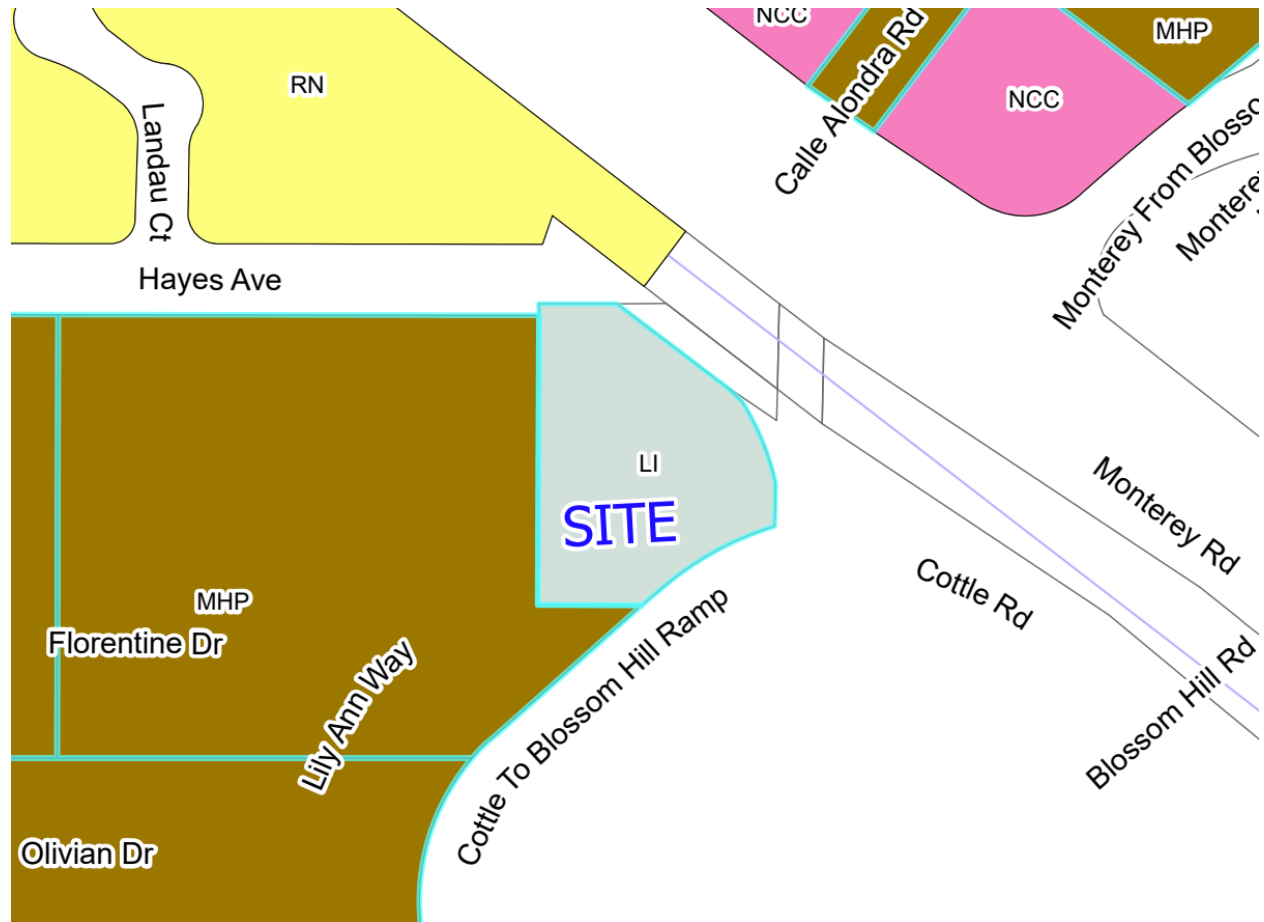 NCC
Calle Alondra Rd
MHP
RN
NCC
Landau Ct
Monterey From Blosso
Monterey
Hayes Ave
LI
SITE
Monterey Rd
Cottle Rd
MHP
Florentine Dr
Lily Ann Way
Cottle To Blossom Hill Ramp
Blossom Hill Rd
Olivian Dr